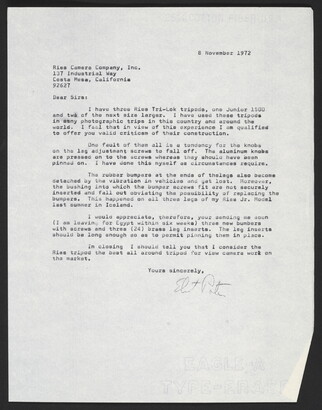 8 November 1972
Ries Camera Company, Inc.
137 Industrial Way
Costa Mesa, California
92627
Dear Sirs:
I have three Ries Tri-Lok tripods, one Junior 1500
and two of the next size larger. I have used these tripods
in many photographic trips in this country and around the
world. I feel that in view of this experience I am qualified
to offer you valid criticism of their construction.
One fault of them all is a tendency for the knobs
on the leg adjustment screws to fall off. The aluminum knobs
are pressed on to the screws whereas they should have been
pinned on. I have done this myself as circumstances require.
The rubber bumpers at the ends of the legs also become
detached by the vibration in vehicles and get lost. Moreover,
the bushing into which the bumper screws fit are not securely
inserted and fall out obviating the possibility of replacing the
bumpers. This happened on all three legs of my Ries Jr. Model
last summer in Iceland.
I would appreciate, therefore, your sending me soon
(I am leaving for Egypt within six weeks) three new bumpers
with screws and three (24) brass leg inserts. The leg inserts
should be long enough so as to permit pinning them in place.
In closing I should tell you that I consider the
Ries tripod the best all around tripod for view camera work on
the market.
Yours sincerely,